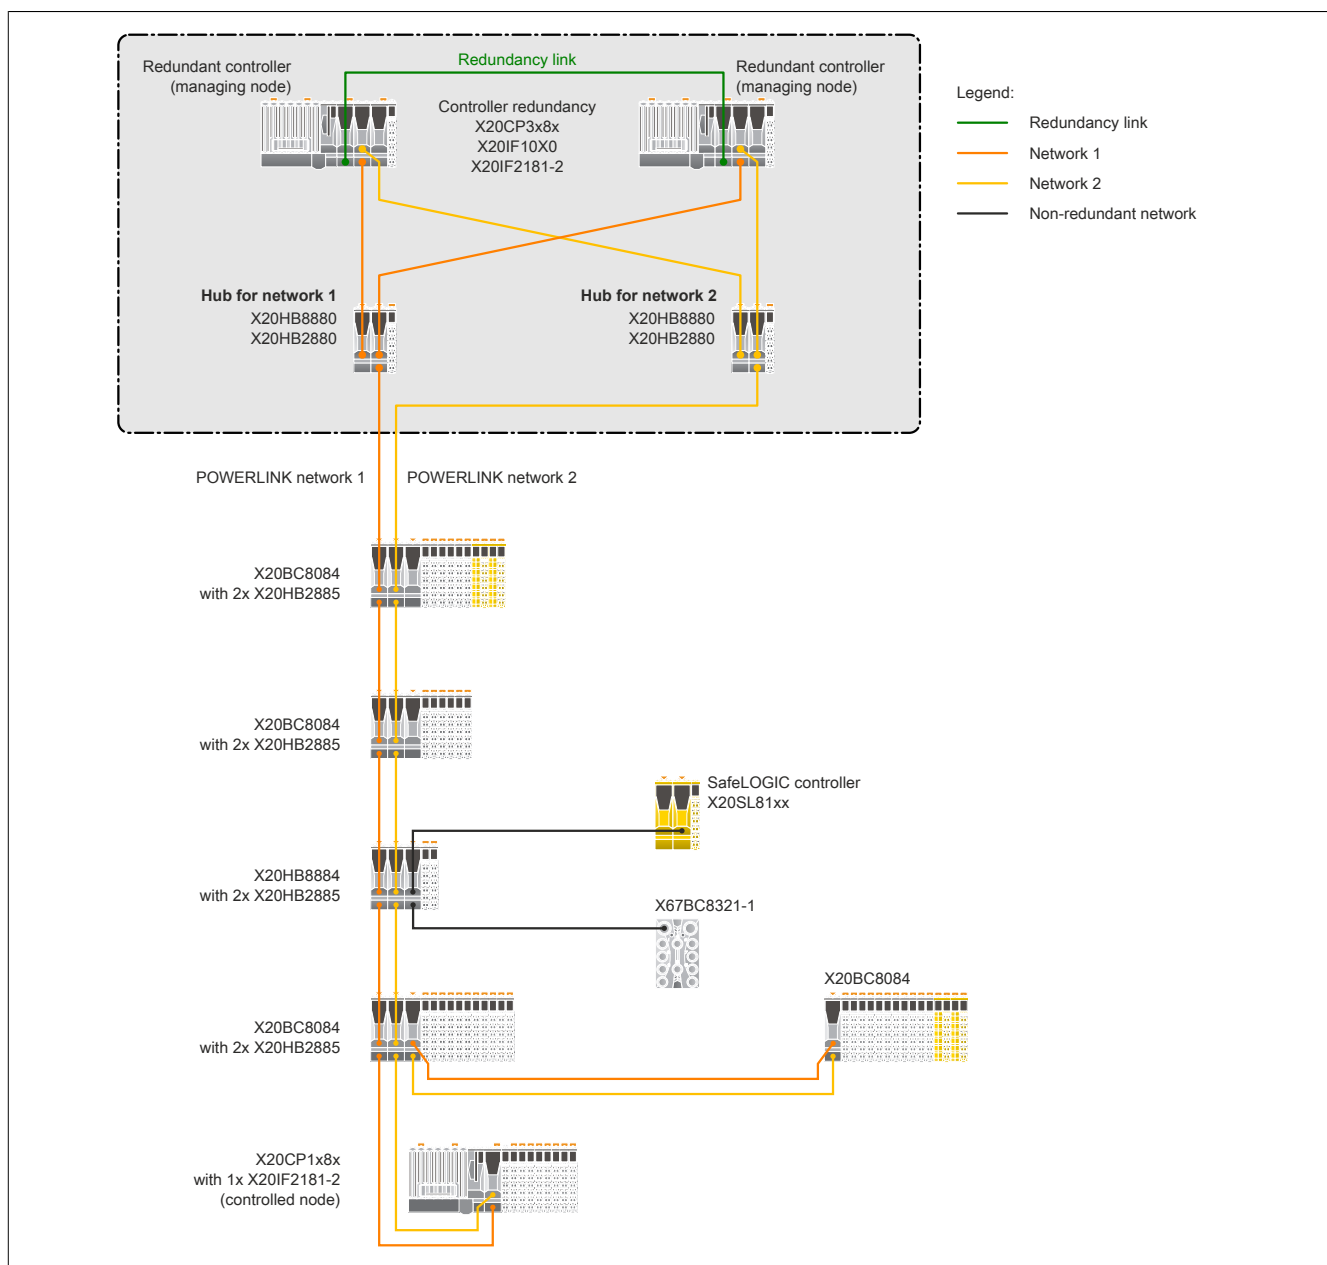 Redundant controller
(managing node)
Redundancy link
Redundant controller
(managing node)
Controller redundancy
X20CP3x8x
X20IF10X0
X20IF2181-2
Legend:
Redundancy link
Network 1
Network 2
Non-redundant network
Hub for network 1
X20HB8880
X20HB2880
Hub for network 2
X20HB8880
X20HB2880
POWERLINK network 1
POWERLINK network 2
X20BC8084
with 2x X20HB2885
X20BC8084
with 2x X20HB2885
SafeLOGIC controller
X20SL81xx
X20HB8884
with 2x X20HB2885
X67BC8321-1
X20BC8084
X20BC8084
with 2x X20HB2885
X20CP1x8x
with 1x X20IF2181-2
(controlled node)